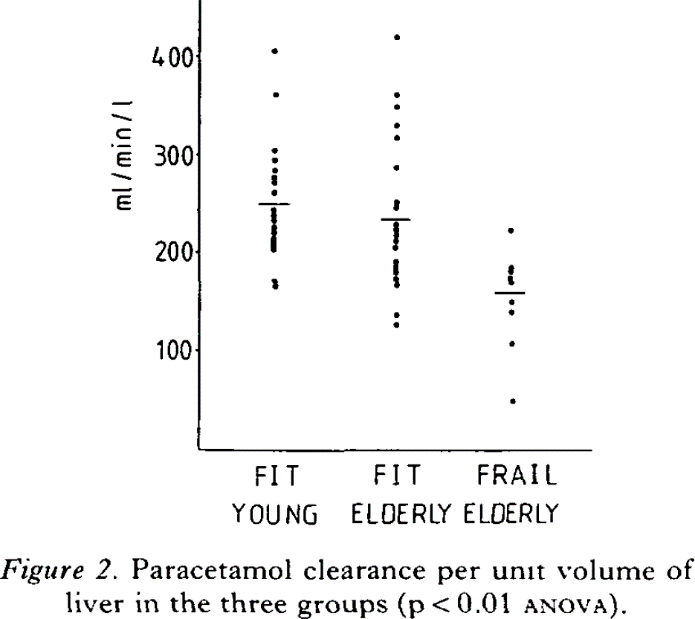 400
ml/min/l
300
200
100
FIT FIT FRAIL
YOUNG ELDERLY ELDERLY
Figure 2. Paracetamol clearance per unit volume of
liver in the three groups (p < 0.01 ANOVA).